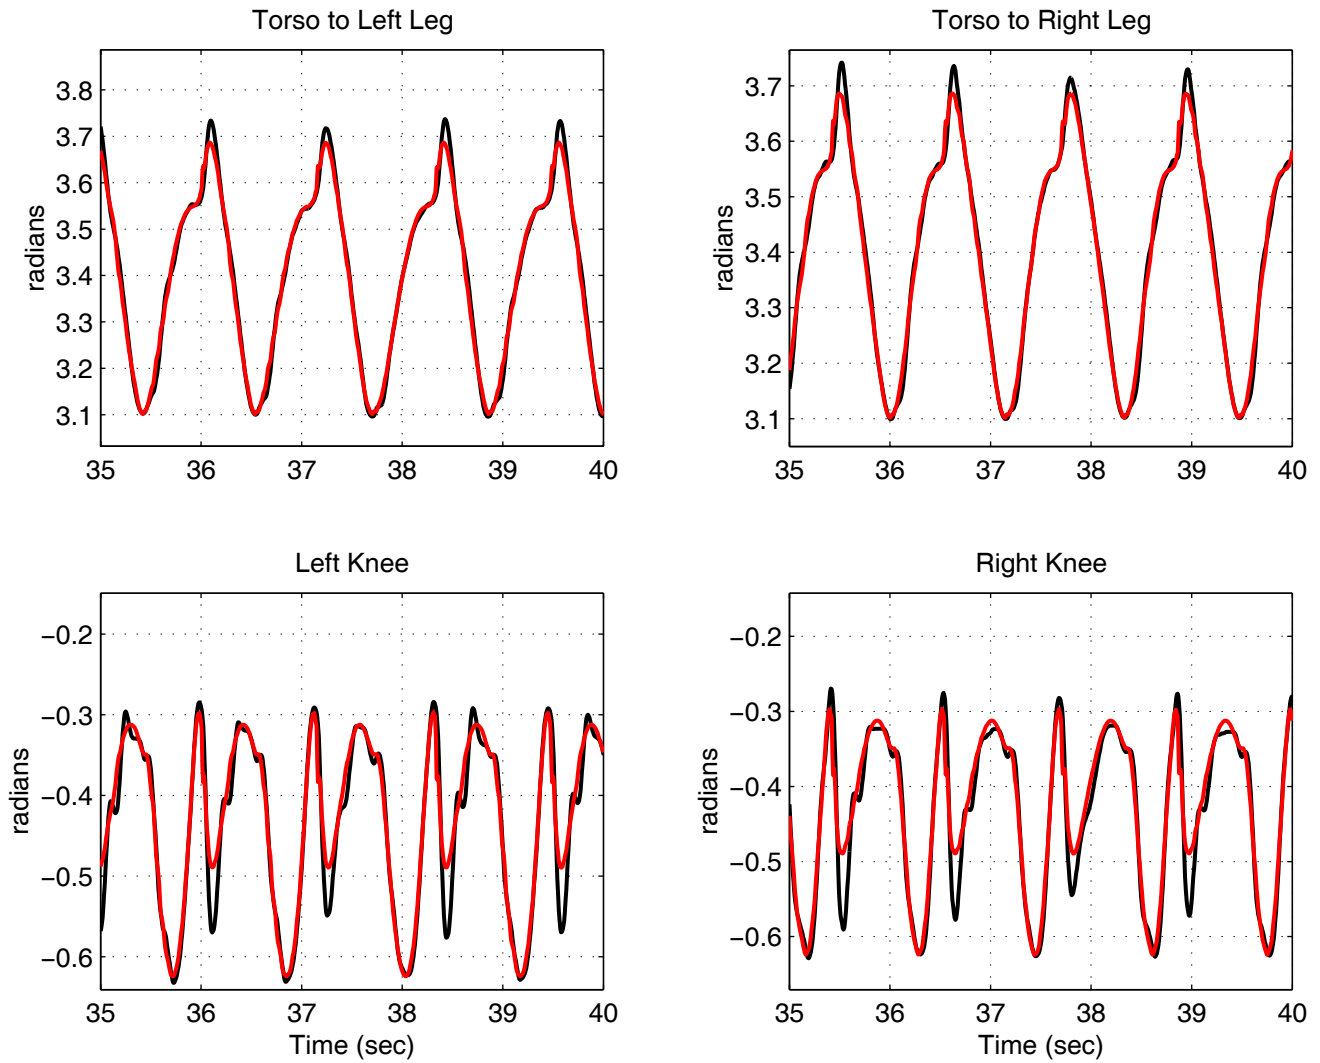 Torso to Left Leg
Torso to Right Leg
3.8
3.7
3.6
3.5
3.4
3.3
3.2
3.1
radians
35 36 37 38 39 40
3.7
3.6
3.5
3.4
3.3
3.2
3.1
radians
35 36 37 38 39 40
Left Knee
Right Knee
−0.2
−0.3
−0.4
−0.5
−0.6
radians
35 36 37 38 39 40
Time (sec)
−0.2
−0.3
−0.4
−0.5
−0.6
radians
35 36 37 38 39 40
Time (sec)